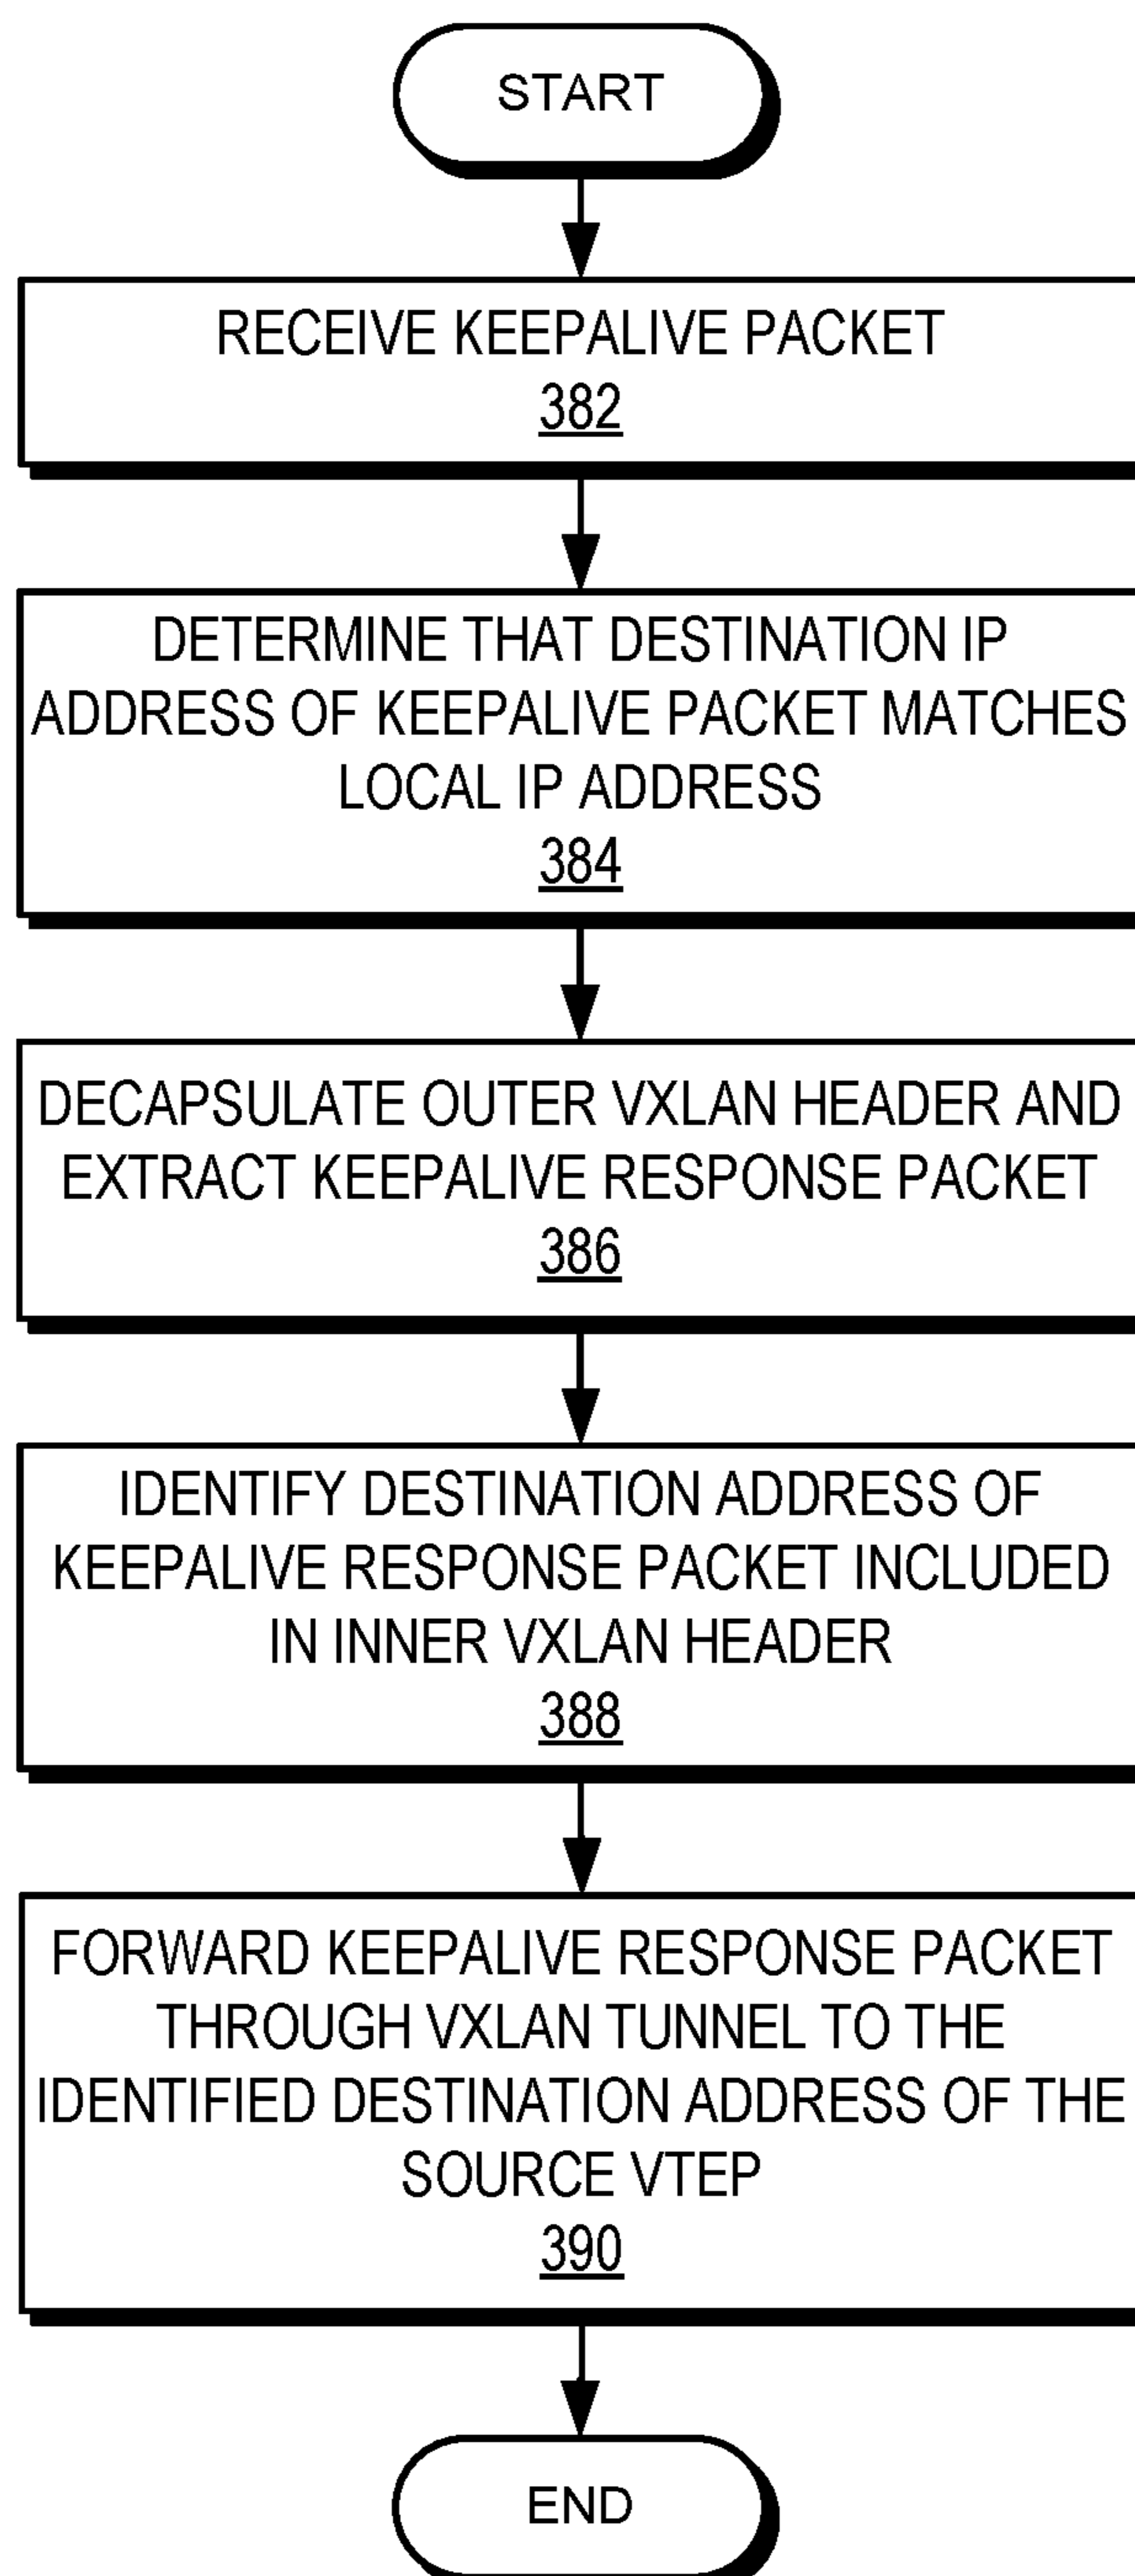 START
RECEIVE KEEPALIVE PACKET
382
DETERMINE THAT DESTINATION IP
ADDRESS OF KEEPALIVE PACKET MATCHES
LOCAL IP ADDRESS
384
DECAPSULATE OUTER VXLAN HEADER AND
EXTRACT KEEPALIVE RESPONSE PACKET
386
IDENTIFY DESTINATION ADDRESS OF
KEEPALIVE RESPONSE PACKET INCLUDED
IN INNER VXLAN HEADER
388
FORWARD KEEPALIVE RESPONSE PACKET
THROUGH VXLAN TUNNEL TO THE
IDENTIFIED DESTINATION ADDRESS OF THE
SOURCE VTEP
390
END